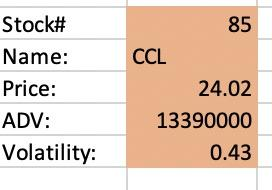 Stock# 85
Name: CCL
Price: 24.02
ADV: 13390000
Volatility: 0.43